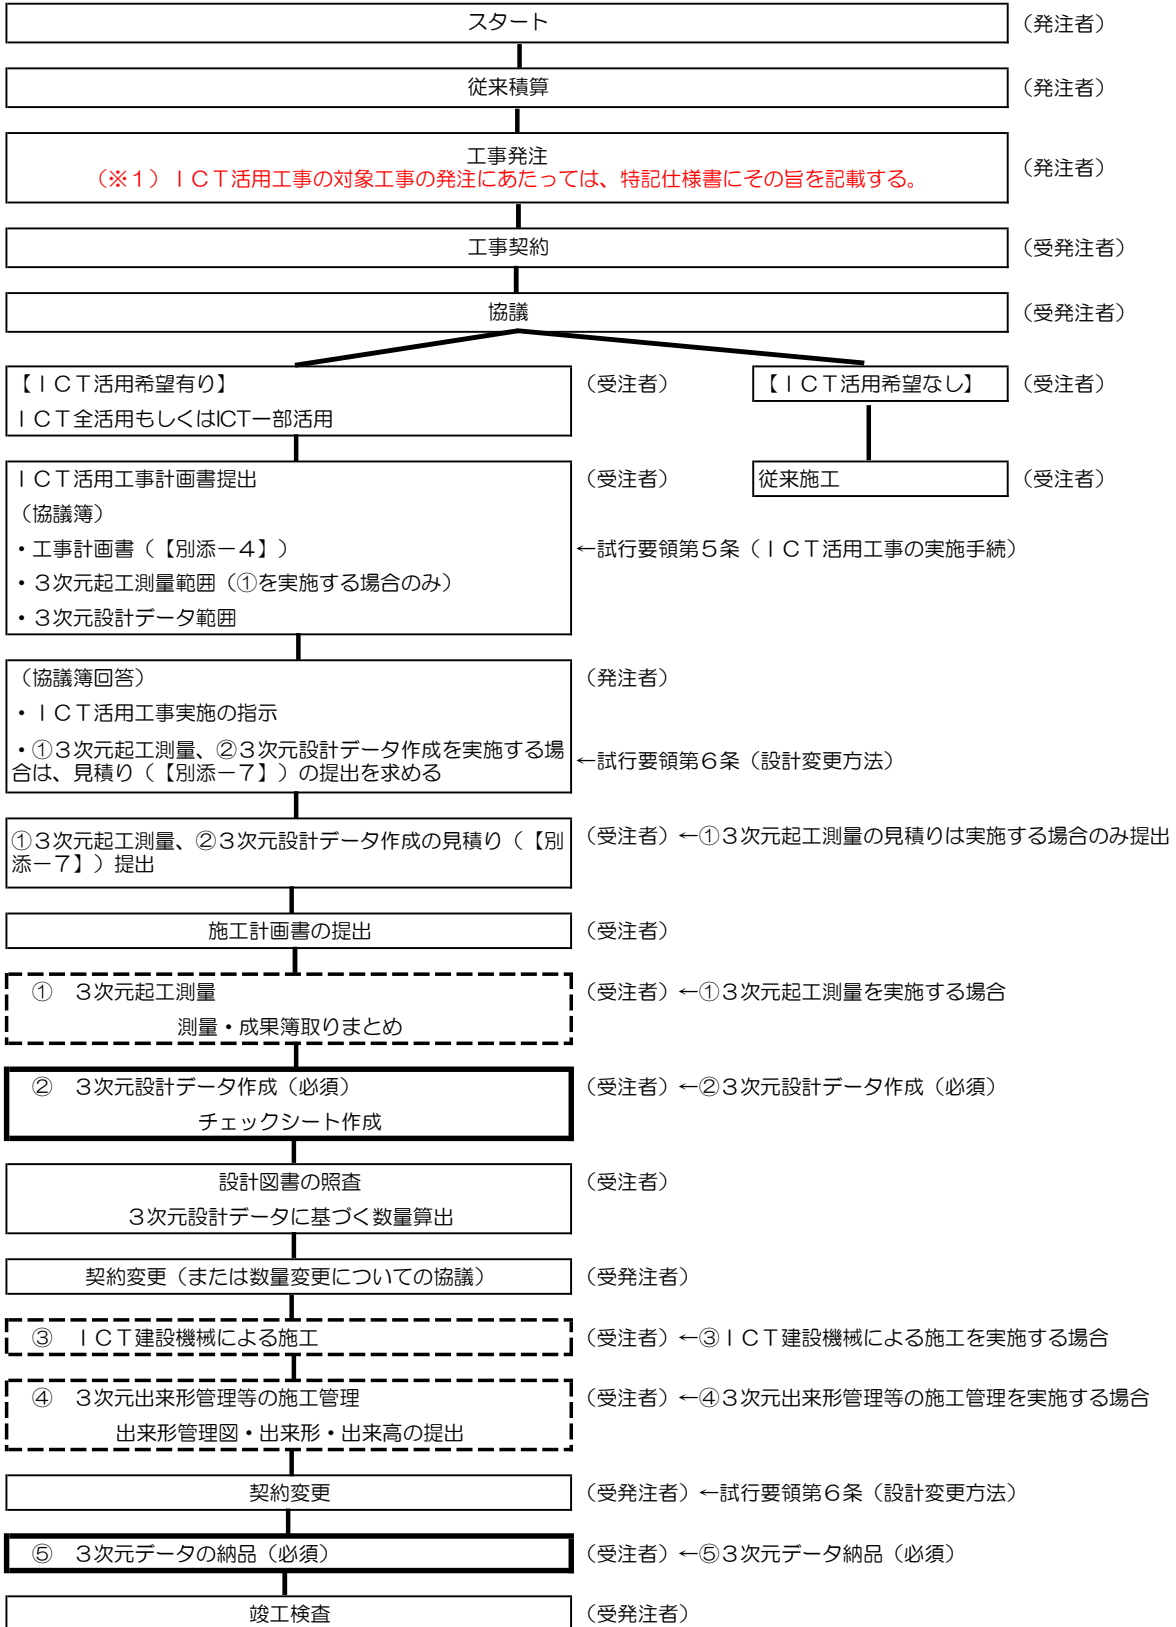 スタート （発注者）
従来積算 （発注者）
工事発注 （発注者）
（※１）ＩＣＴ活用工事の対象工事の発注にあたっては、特記仕様書にその旨を記載する。
工事契約 （受発注者）
協議 （受発注者）
【ＩＣＴ活用希望有り】 （受注者） 【ＩＣＴ活用希望なし】 （受注者）
ＩＣＴ全活用もしくはICT一部活用
ＩＣＴ活用工事計画書提出 （受注者） 従来施工 （受注者）
（協議簿）
・工事計画書（【別添－４】） ←試行要領第５条（ＩＣＴ活用工事の実施手続）
・３次元起工測量範囲（①を実施する場合のみ）
・３次元設計データ範囲
（協議簿回答） （発注者）
・ＩＣＴ活用工事実施の指示
・①３次元起工測量、②３次元設計データ作成を実施する場
合は、見積り（【別添－７】）の提出を求める ←試行要領第６条（設計変更方法）
①３次元起工測量、②３次元設計データ作成の見積り（【別 （受注者）←①３次元起工測量の見積りは実施する場合のみ提出
添－７】）提出
施工計画書の提出 （受注者）
① ３次元起工測量 （受注者）←①３次元起工測量を実施する場合
測量・成果簿取りまとめ
② ３次元設計データ作成（必須） （受注者）←②３次元設計データ作成（必須）
チェックシート作成
設計図書の照査 （受注者）
３次元設計データに基づく数量算出
契約変更（または数量変更についての協議） （受発注者）
③ ＩＣＴ建設機械による施工 （受注者）←③ＩＣＴ建設機械による施工を実施する場合
④ ３次元出来形管理等の施工管理 （受注者）←④３次元出来形管理等の施工管理を実施する場合
出来形管理図・出来形・出来高の提出
契約変更 （受発注者）←試行要領第６条（設計変更方法）
⑤ ３次元データの納品（必須） （受注者）←⑤３次元データ納品（必須）
竣工検査 （受発注者）